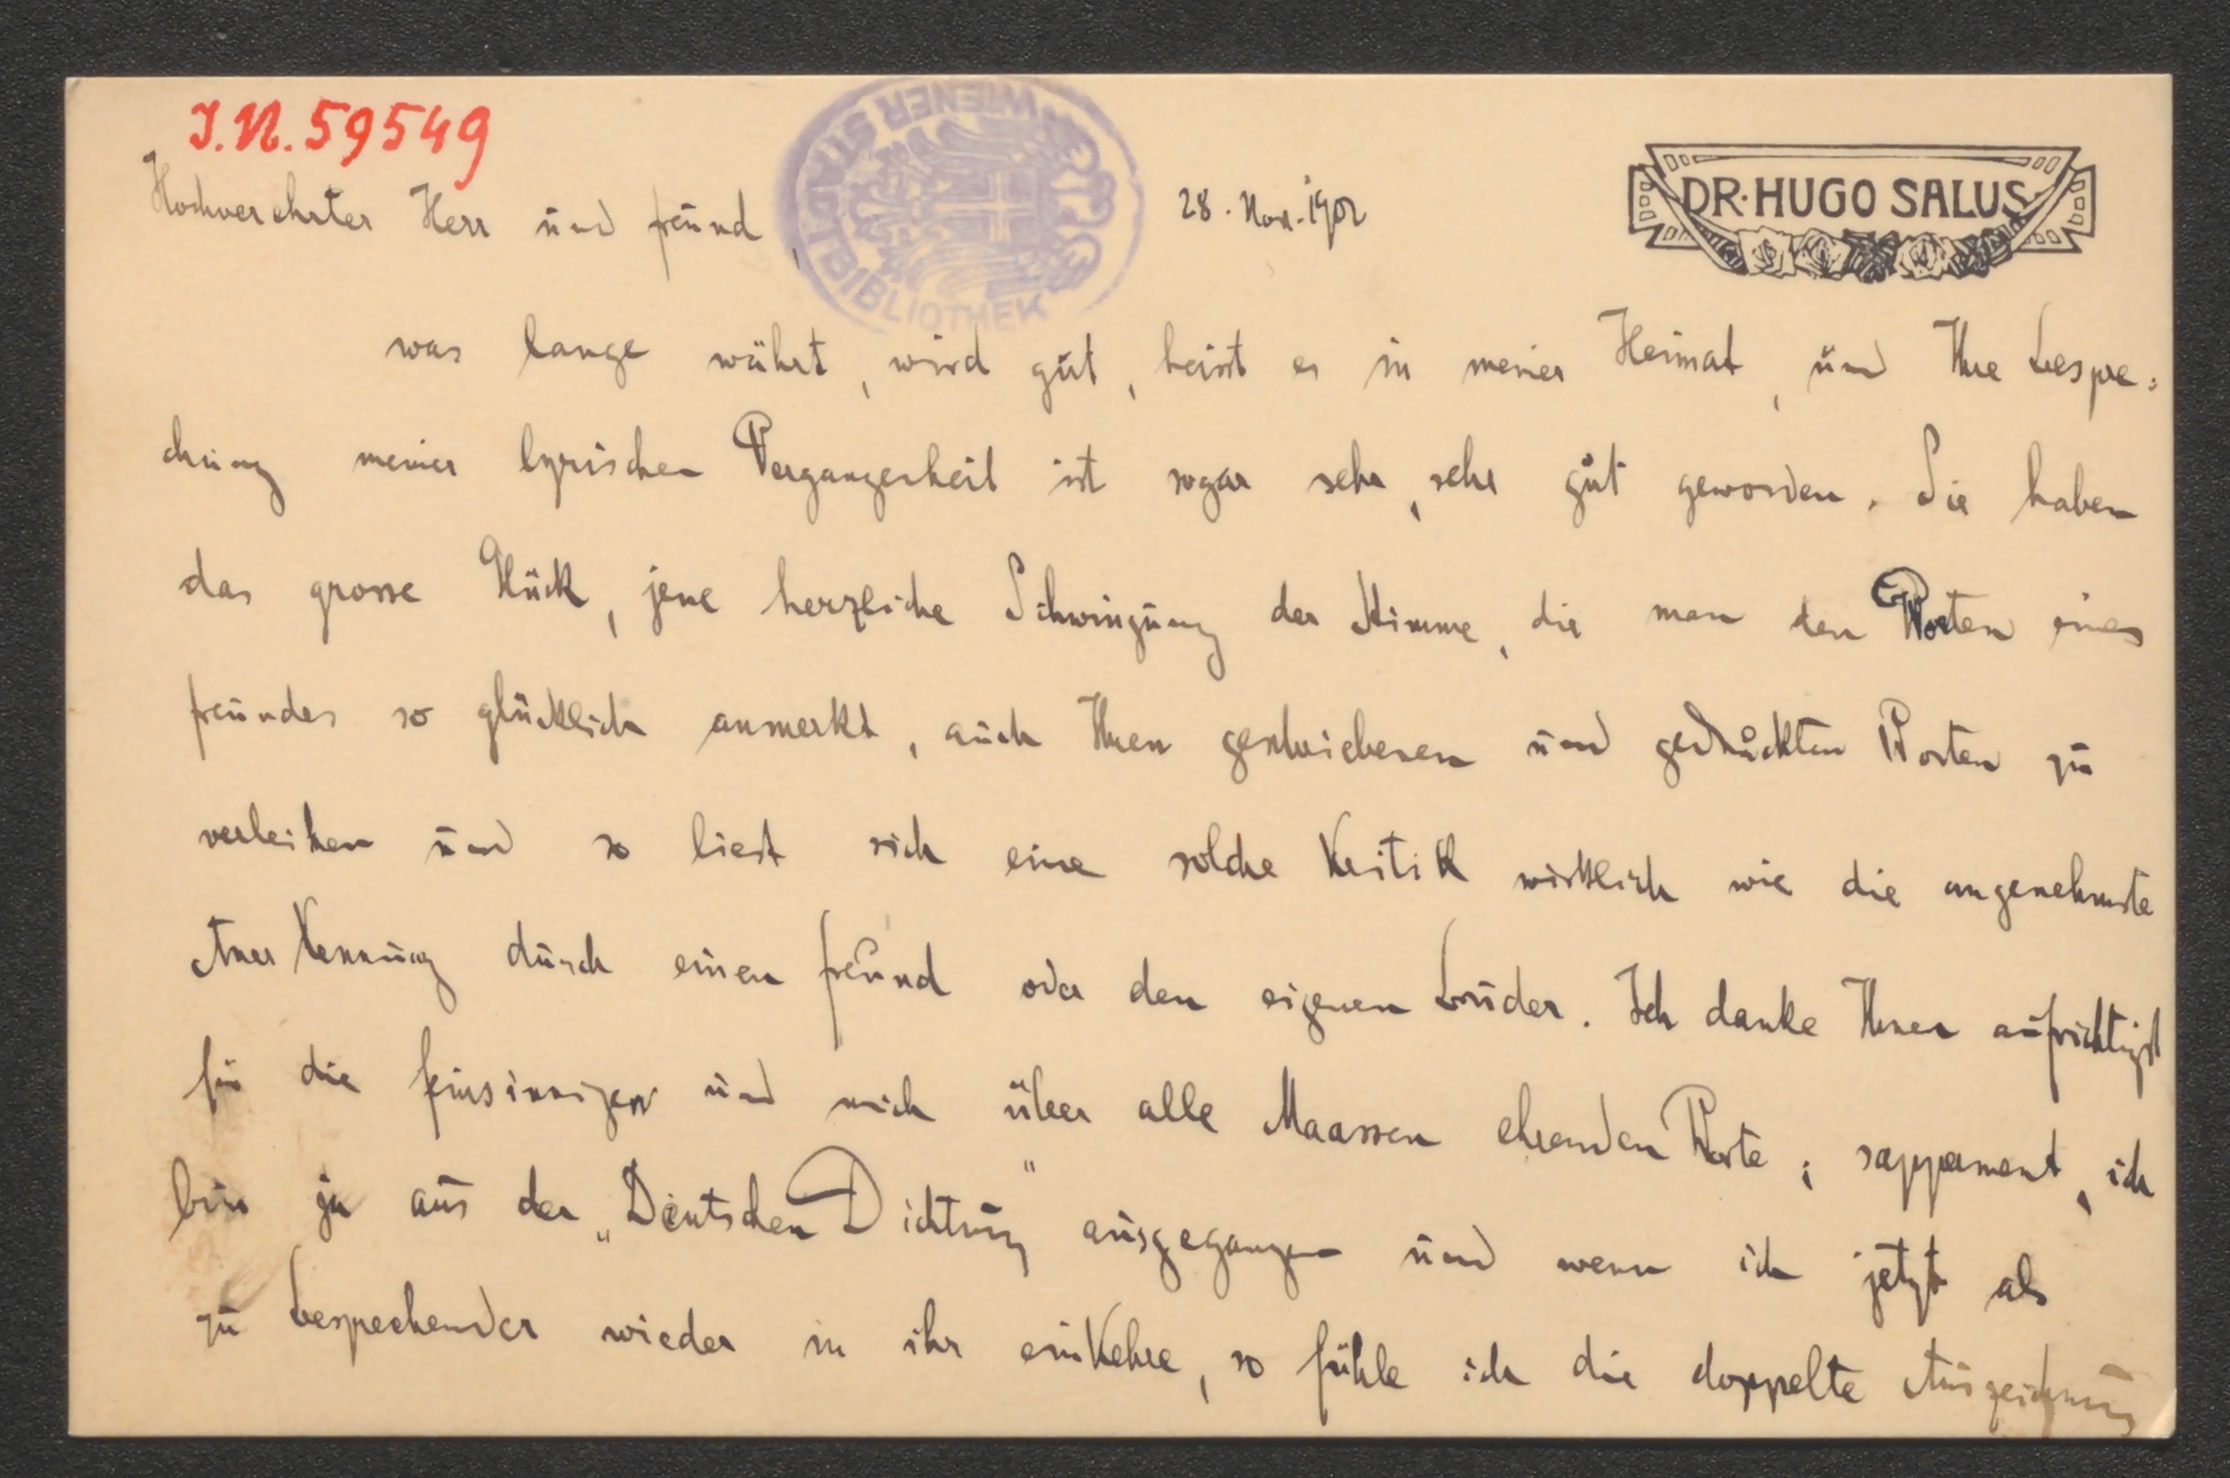 I.N. 59549
WIENER STADTBIBLIOTHEK
DR. HUGO SALUS
Hochverehrter Herr und Freund, 28. Nov. 1902
was lange währt, wird gut, heisst es in meiner Heimat, und Ihre Bespre-
chung meiner lyrischen Vergangenheit ist sogar sehr, sehr gut geworden. Sie haben
das grosse Glück, jene herzliche Schwingung der Stimme, die man den Worten eines
Freundes so glücklich anmerkt, auch Ihren geschriebenen und gedruckten Worten zu
verleihen und so liest sich eine solche Kritik wirklich wie die angenehmste
Anerkennung durch einen Freund oder den eigenen Bruder. Ich danke Ihnen aufrichtigst
für die feinsinnigen und mich über alle Maassen ehrenden Worte; sapperment, ich
bin ja aus der „Deutschen Dichtung" ausgegangen und wenn ich jetzt als
zu Besprechender wieder in ihr einkehre, so fühle ich die doppelte Auszeichnung